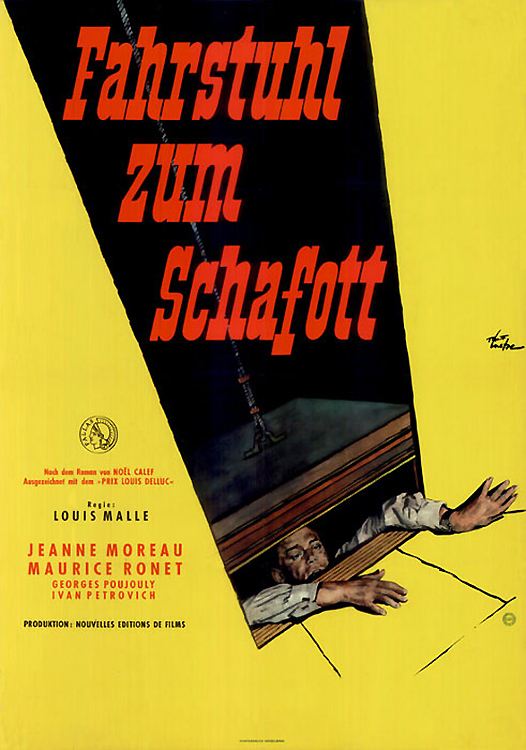 Fahrstuhl
zum
Schafott
PALLAS
Nach dem Roman von NOËL CALEF
Ausgezeichnet mit dem »PRIX LOUIS DELLUC«
Regie:
LOUIS MALLE
JEANNE MOREAU
MAURICE RONET
GEORGES POUJOULY
IVAN PETROVICH
PRODUKTION: NOUVELLES EDITIONS DE FILMS